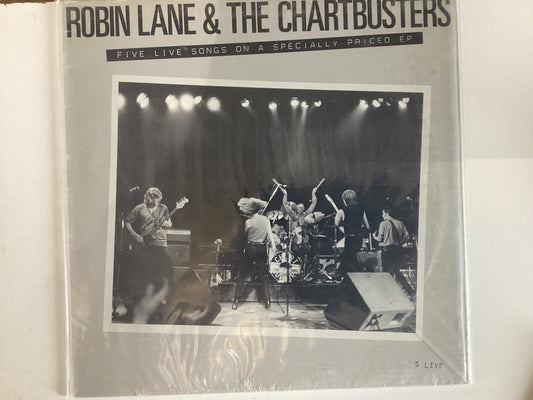 ROBIN LANE & THE CHARTBUSTERS
FIVE LIVE SONGS ON A SPECIALLY PRICED EP.
5 LIVE